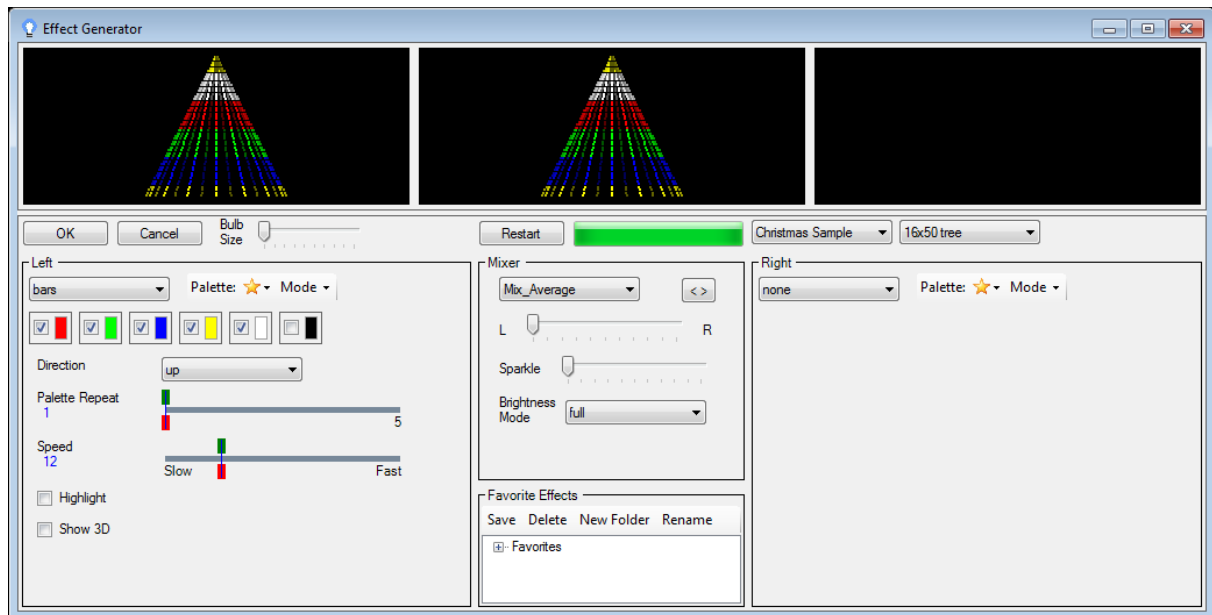 Effect Generator
OK Cancel Bulb Size Restart Christmas Sample 16x50 tree
Left
bars Palette: Mode
Direction up
Palette Repeat
1
5
Speed
12
Slow Fast
Highlight
Show 3D
Mixer
Mix_Average < >
L R
Sparkle
Brightness
Mode full
Favorite Effects
Save Delete New Folder Rename
Favorites
Right
none Palette: Mode